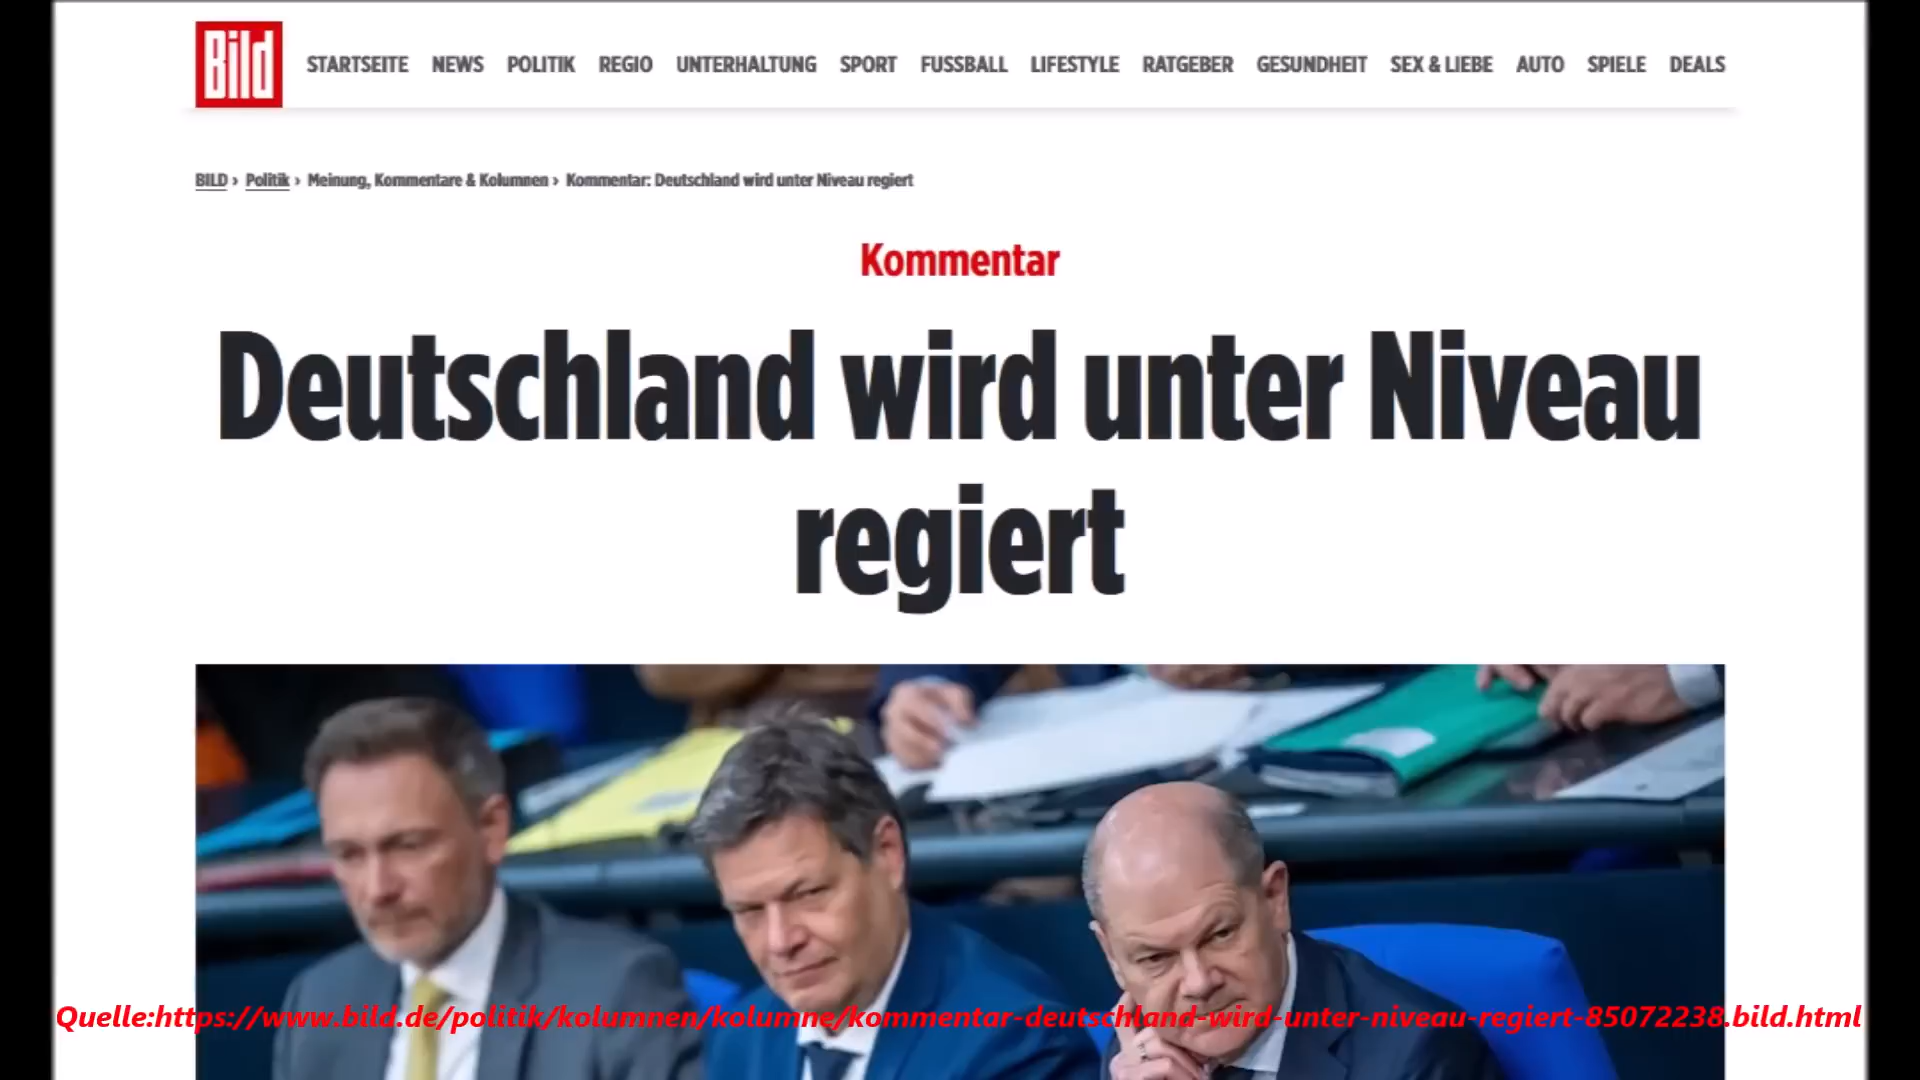 Bild STARTSEITE NEWS POLITIK REGIO UNTERHALTUNG SPORT FUSSBALL LIFESTYLE RATGEBER GESUNDHEIT SEX & LIEBE AUTO SPIELE DEALS
BILD › Politik › Meinung, Kommentare & Kolumnen › Kommentar: Deutschland wird unter Niveau regiert
Kommentar
Deutschland wird unter Niveau
regiert
Quelle:https://www.bild.de/politik/kolumnen/kolumne/kommentar-deutschland-wird-unter-niveau-regiert-85072238.bild.html